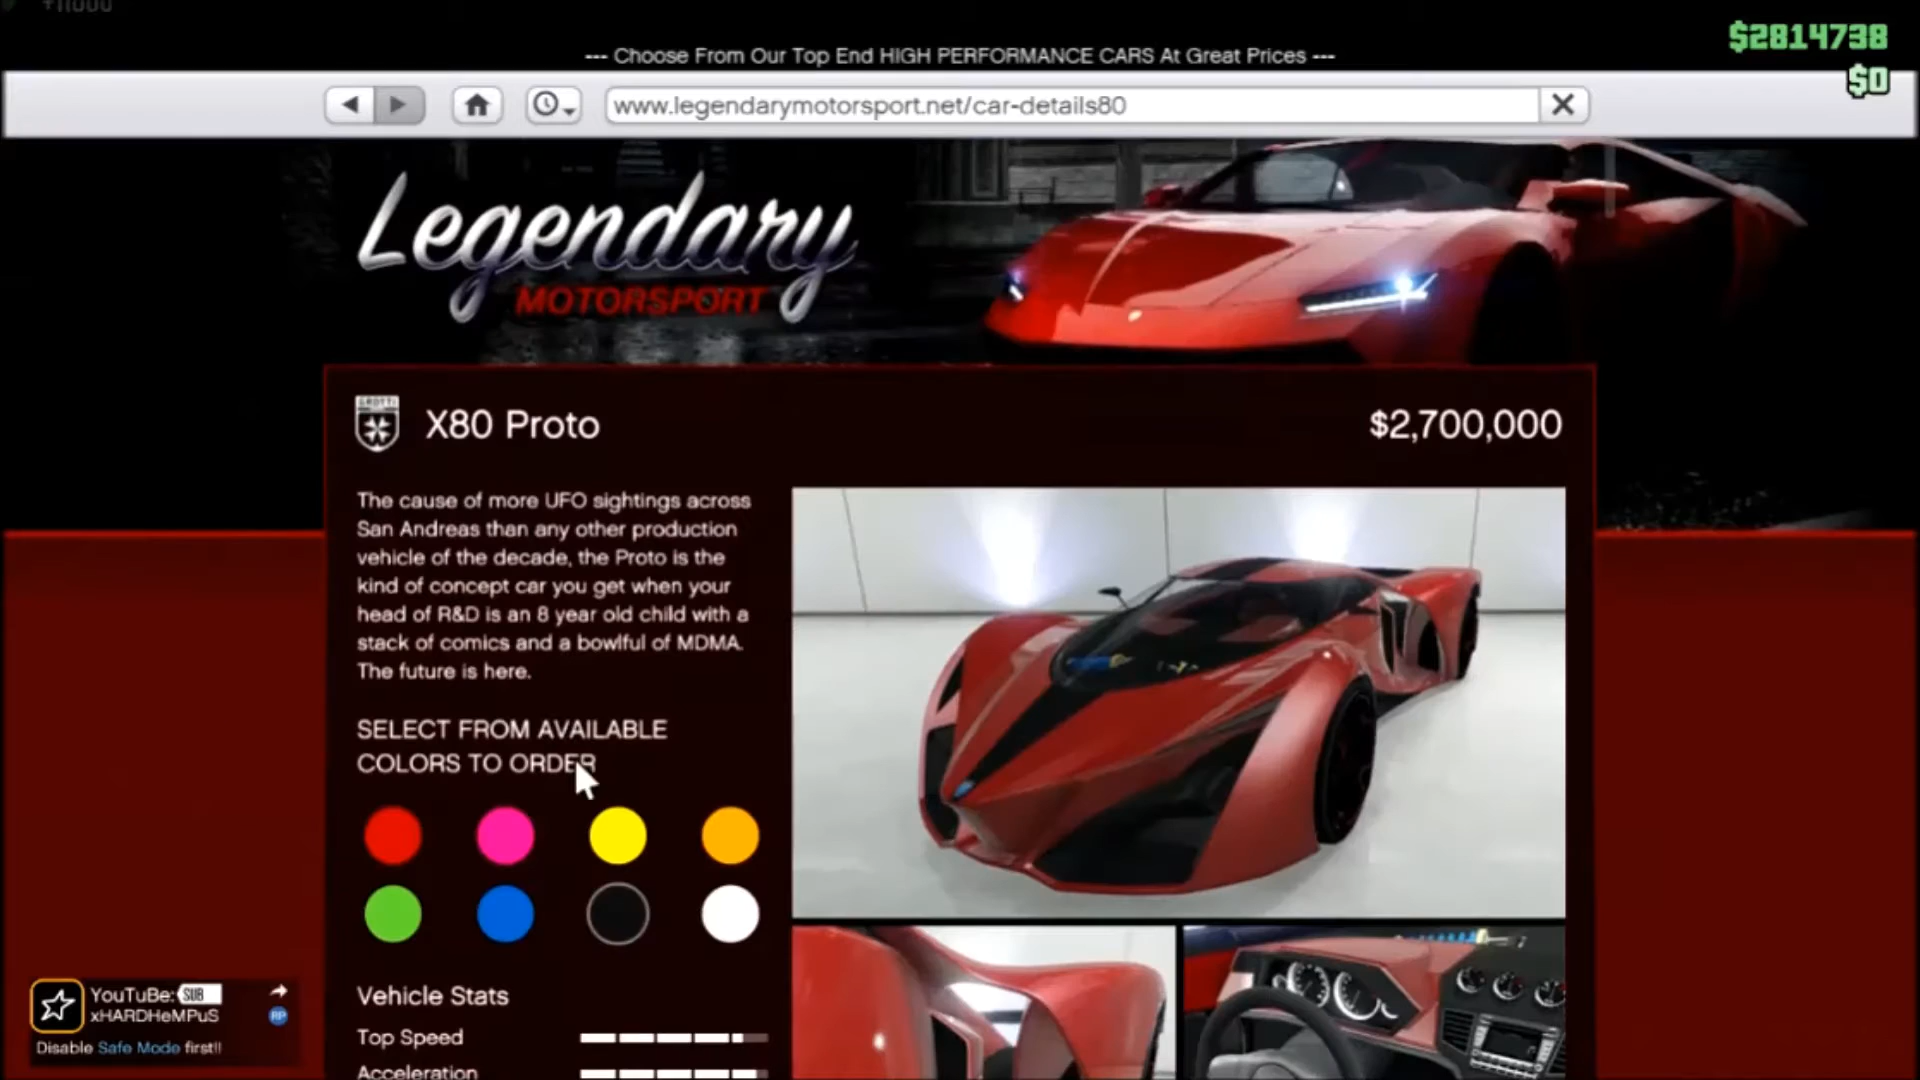 +11000
$2814738
--- Choose From Our Top End HIGH PERFORMANCE CARS At Great Prices ---
$0
www.legendarymotorsport.net/car-details80
Legendary
MOTORSPORT
GROTTI
X80 Proto
$2,700,000
The cause of more UFO sightings across
San Andreas than any other production
vehicle of the decade, the Proto is the
kind of concept car you get when your
head of R&D is an 8 year old child with a
stack of comics and a bowlful of MDMA.
The future is here.
SELECT FROM AVAILABLE
COLORS TO ORDER
Vehicle Stats
Top Speed
Acceleration
YouTuBe: SUB
xHARDHeMPuS
RP
Disable Safe Mode first!!